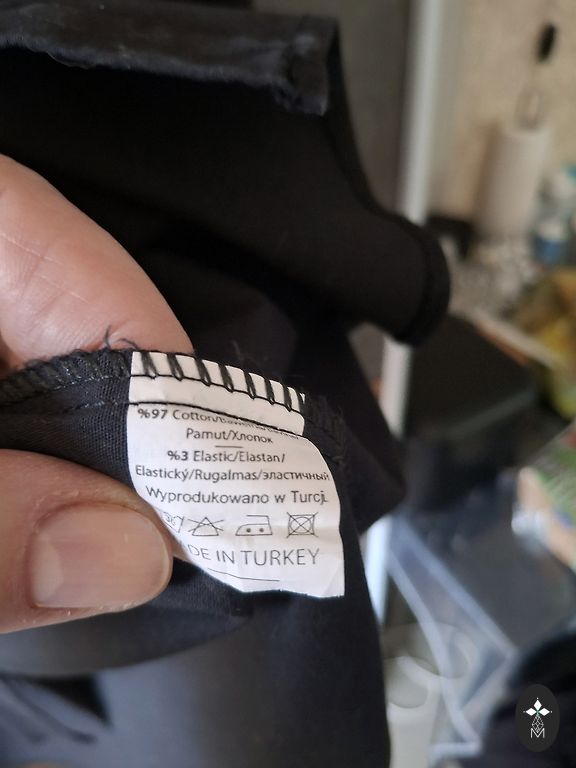 %97 Cotton/
Pamut/Хлопок
%3 Elastic/Elastan/
Elastický/Rugalmas/эластичный
Wyprodukowano w Turcji
DE IN TURKEY
M